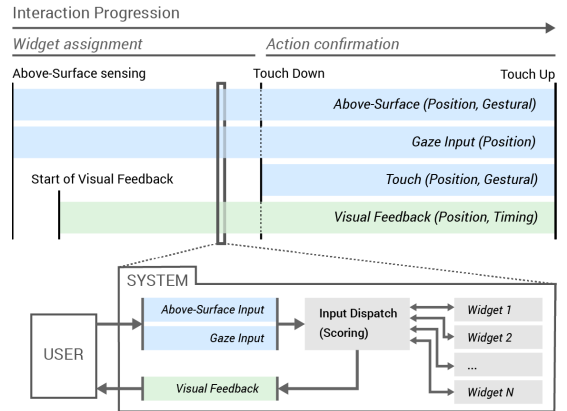 Interaction Progression
Widget assignment
Action confirmation
Above-Surface sensing
Touch Down
Touch Up
Above-Surface (Position, Gestural)
Gaze Input (Position)
Start of Visual Feedback
Touch (Position, Gestural)
Visual Feedback (Position, Timing)
SYSTEM
USER
Above-Surface Input
Gaze Input
Visual Feedback
Input Dispatch
(Scoring)
Widget 1
Widget 2
...
Widget N